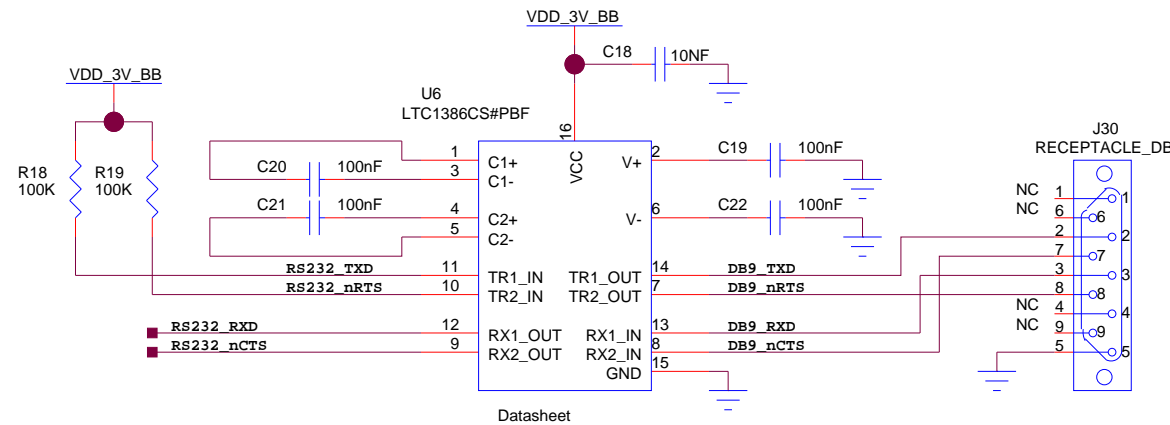 VDD_3V_BB
C18 10NF
VDD_3V_BB
U6
LTC1386CS#PBF
J30
RECEPTACLE_DB
R18
100K
R19
100K
C20 100nF
C21 100nF
C19 100nF
C22 100nF
16
VCC
1 C1+
3 C1-
4 C2+
5 C2-
V+ 2
V- 6
RS232_TXD 11 TR1_IN
RS232_nRTS 10 TR2_IN
RS232_RXD 12 RX1_OUT
RS232_nCTS 9 RX2_OUT
TR1_OUT 14 DB9_TXD
TR2_OUT 7 DB9_nRTS
RX1_IN 13 DB9_RXD
RX2_IN 8 DB9_nCTS
GND 15
NC 1 1
NC 6 6
2 2
7 7
3 3
8 8
NC 4 4
NC 9 9
5 5
Datasheet